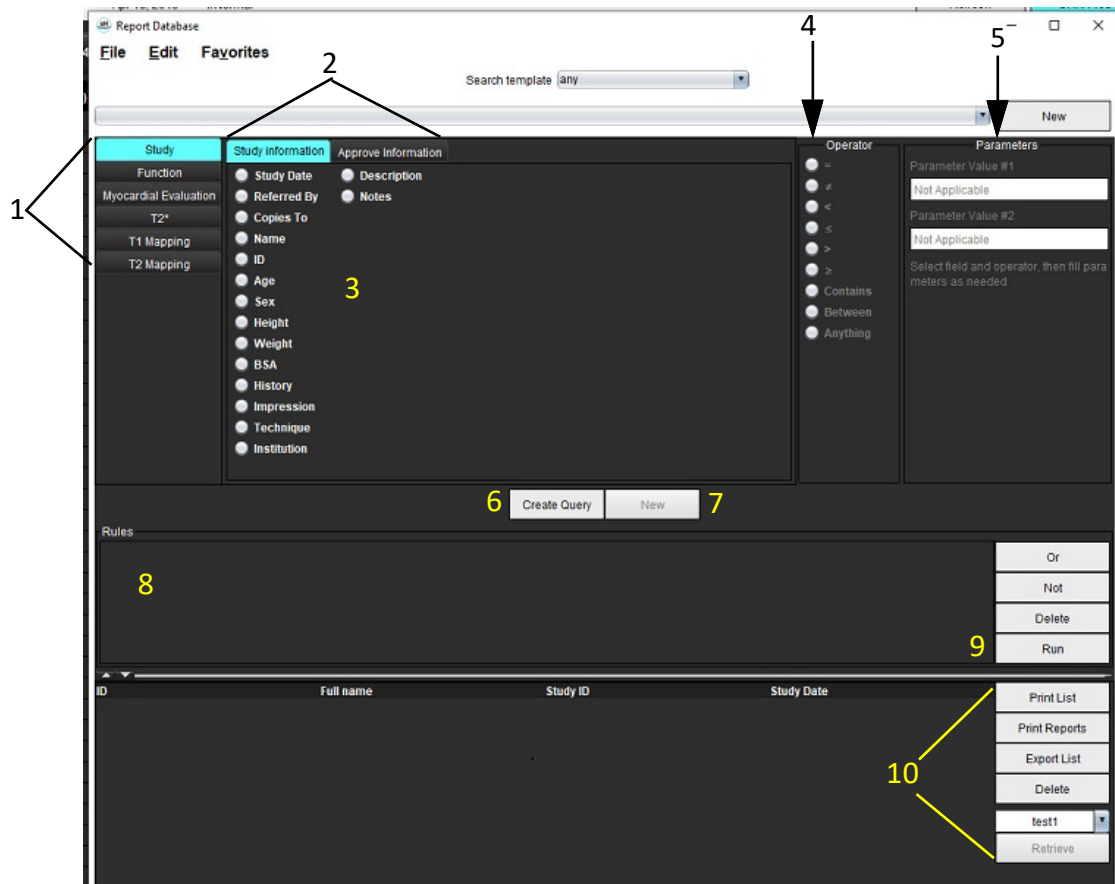 Report Database
File Edit Favorites
Search template any
New
1
2
3
4
5
Study
Function
Myocardial Evaluation
T2*
T1 Mapping
T2 Mapping
Study information Approve Information
Study Date Description
Referred By Notes
Copies To
Name
ID
Age
Sex
Height
Weight
BSA
History
Impression
Technique
Institution
Operator
=
≠
<
≤
>
≥
Contains
Between
Anything
Parameters
Parameter Value #1
Not Applicable
Parameter Value #2
Not Applicable
Select field and operator, then fill para
meters as needed
6 Create Query New 7
Rules
8
Or
Not
Delete
9 Run
ID Full name Study ID Study Date
Print List
Print Reports
Export List
10
Delete
test1
Retrieve